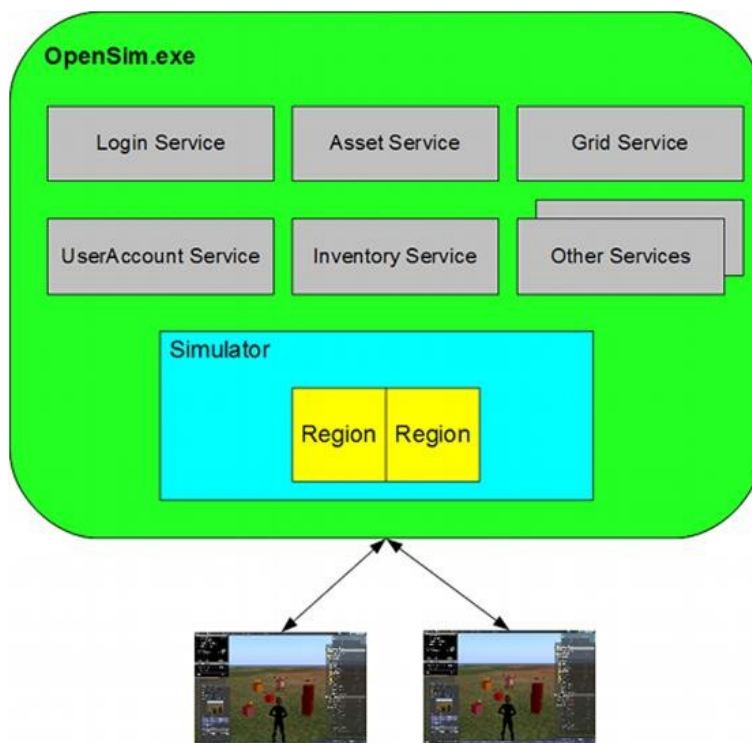 OpenSim.exe
Login Service
Asset Service
Grid Service
UserAccount Service
Inventory Service
Other Services
Simulator
Region
Region